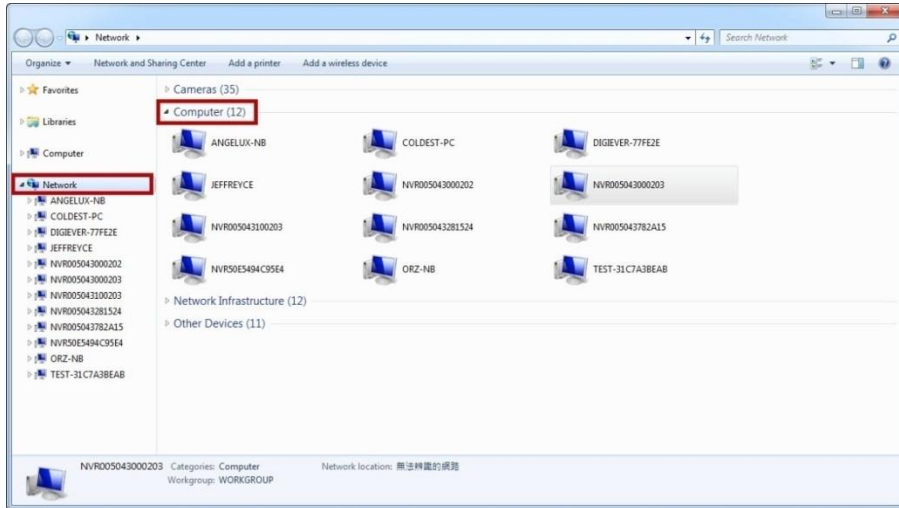 Network
Search Network
Organize
Network and Sharing Center
Add a printer
Add a wireless device
Favorites
Libraries
Computer
Network
ANGELUX-NB
COLDEST-PC
DIGIEVER-77FE2E
JEFFREYCE
NVR005043000202
NVR005043000203
NVR005043100203
NVR005043281524
NVR005043782A15
NVR50E5494C95E4
ORZ-NB
TEST-31C7A3BEAB
Cameras (35)
Computer (12)
ANGELUX-NB
COLDEST-PC
DIGIEVER-77FE2E
JEFFREYCE
NVR005043000202
NVR005043000203
NVR005043100203
NVR005043281524
NVR005043782A15
NVR50E5494C95E4
ORZ-NB
TEST-31C7A3BEAB
Network Infrastructure (12)
Other Devices (11)
NVR005043000203 Categories: Computer Network location: 無法辨識的網路
Workgroup: WORKGROUP